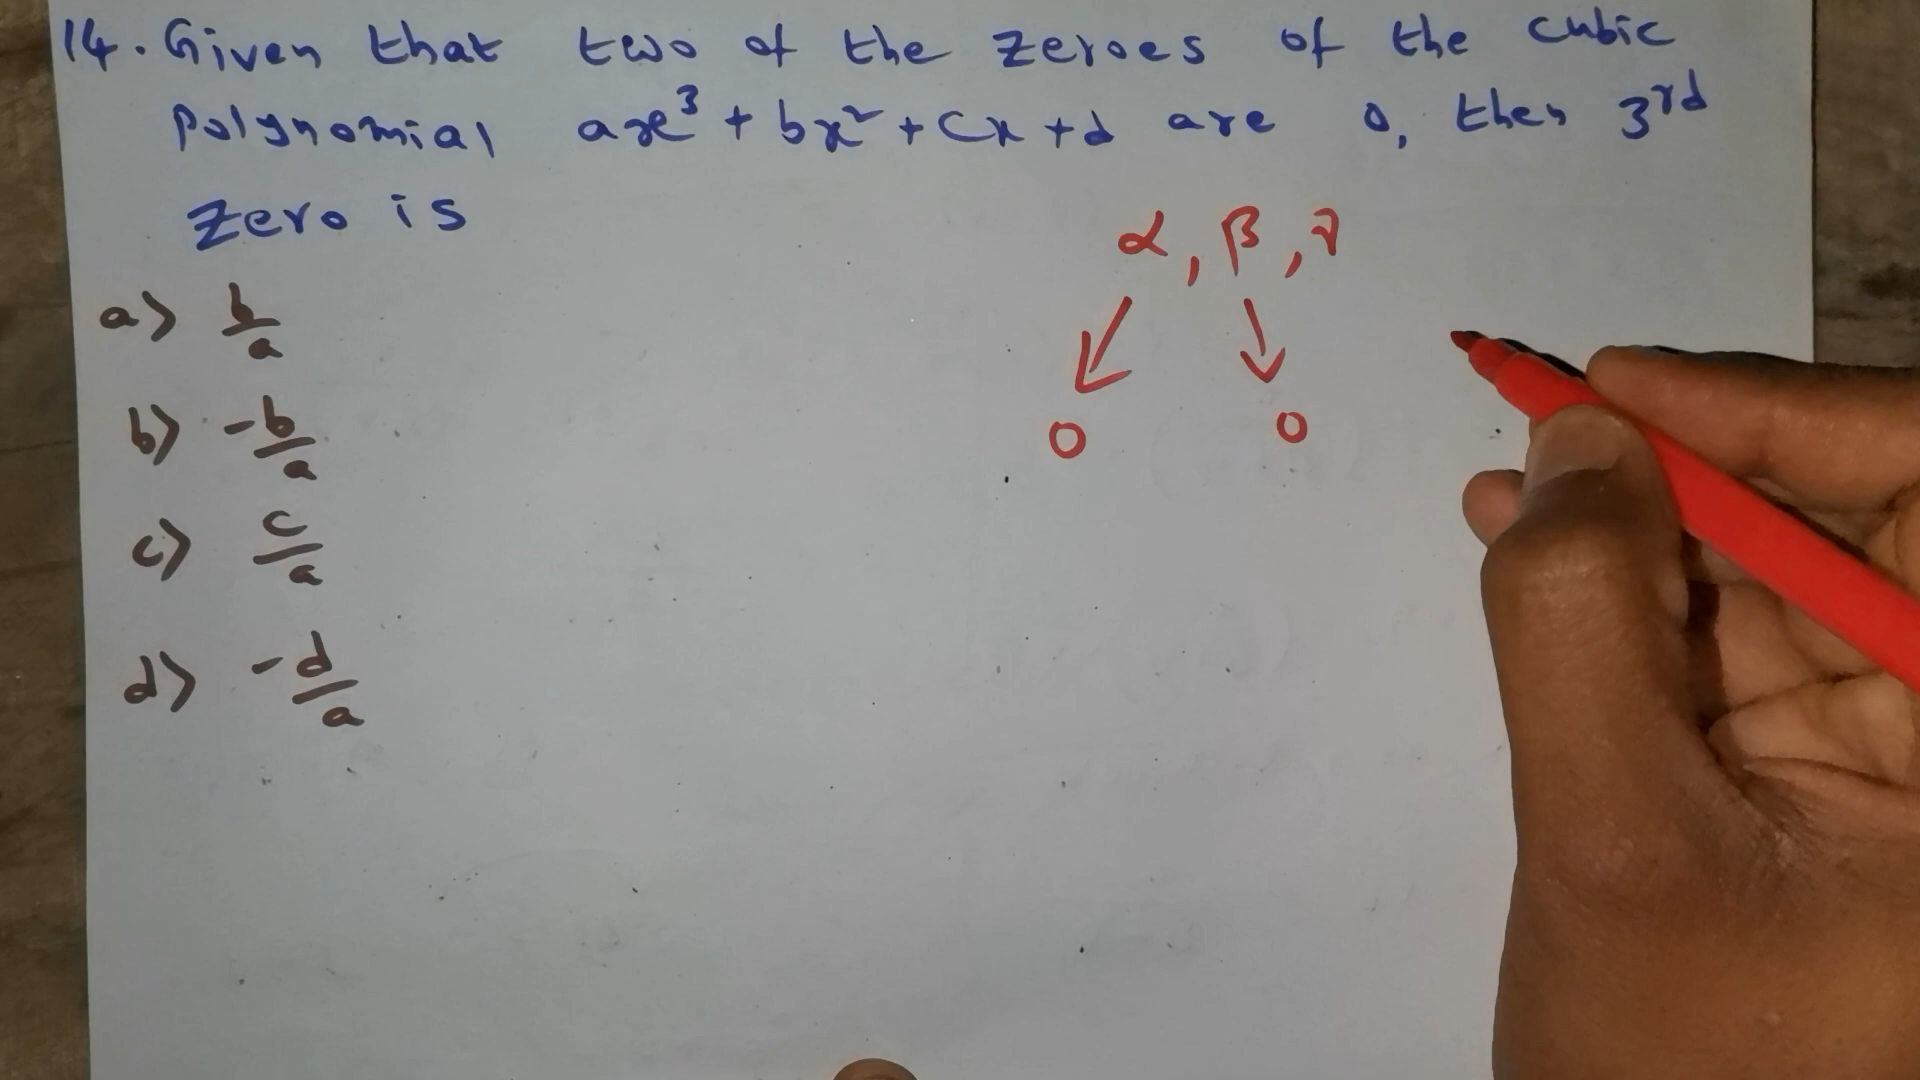 14. Given that two of the zeroes of the cubic
polynomial ax³ + bx² + cx + d are 0, then 3rd
zero is
α, β, γ
0 0
a) b/a
b) -b/a
c) c/a
d) -d/a